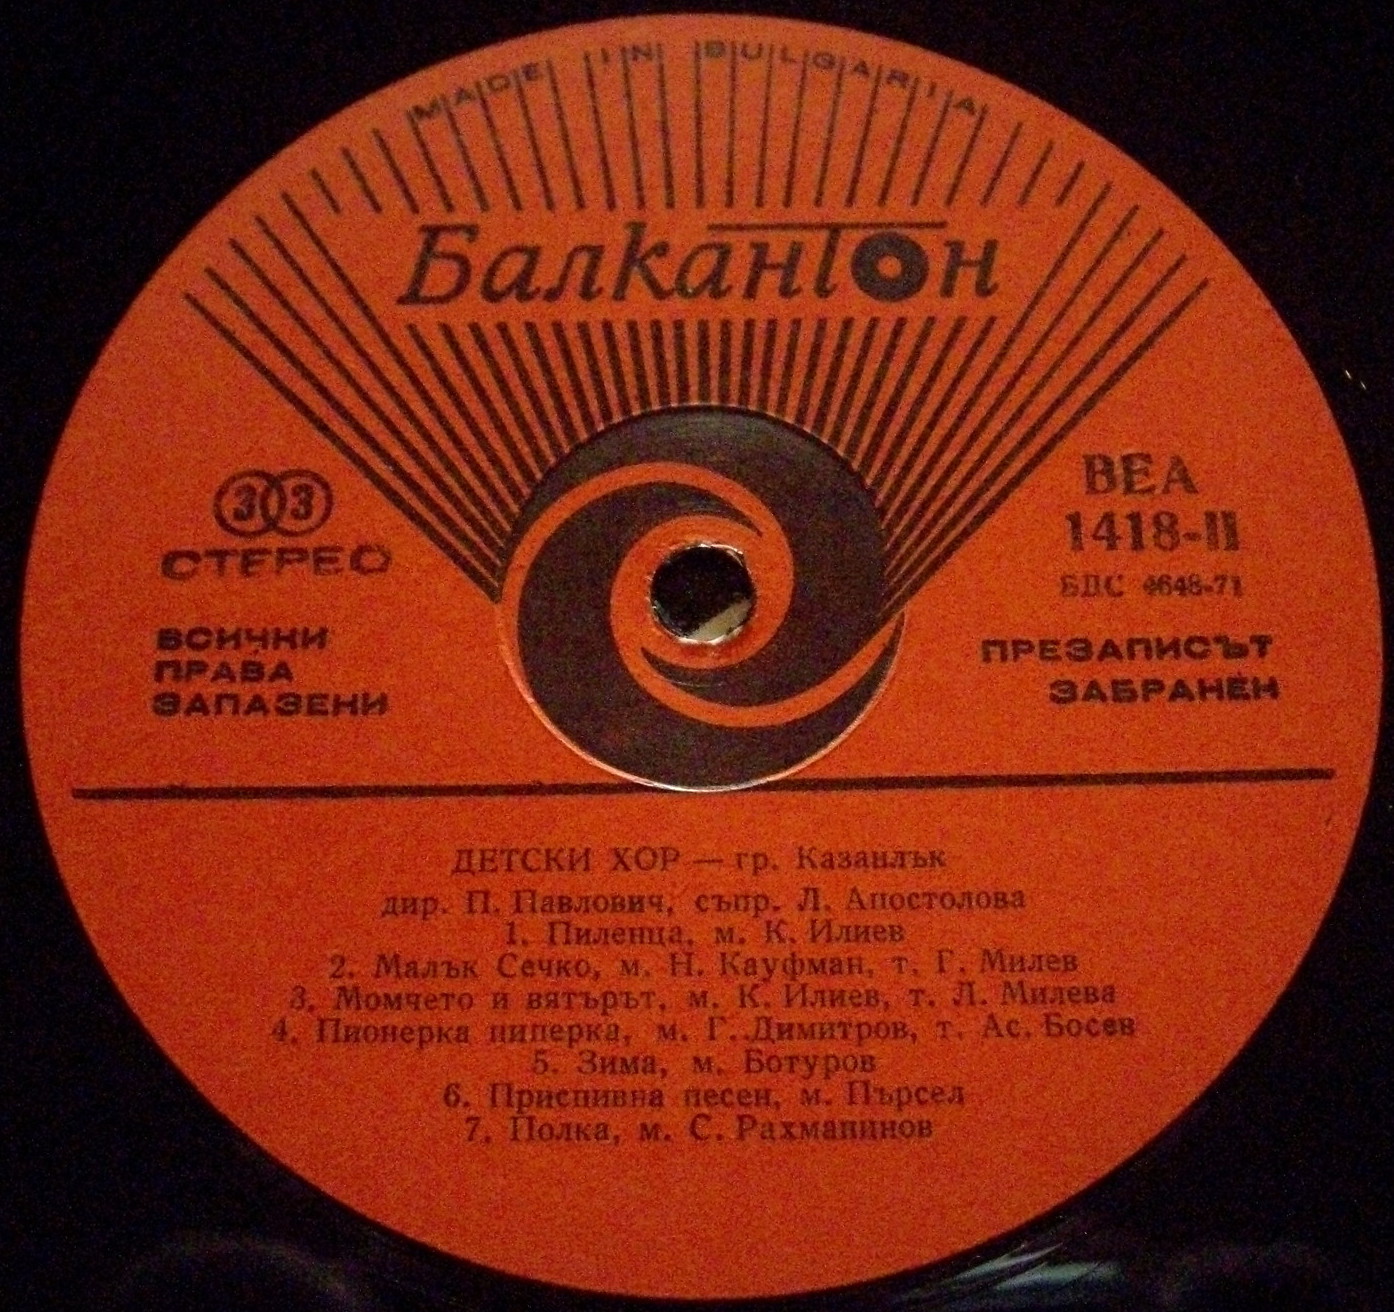 MADE IN BULGARIA
Балкантон
33
СТЕРЕО
ВСИЧНИ
ПРАВА
ЗАПАЗЕНИ
ВЕА
1418-II
БДС 4648-71
ПРЕЗАПИСЪТ
ЗАБРАНЕН
ДЕТСКИ ХОР — гр. Казанлък
дир. П. Павлович, съпр. Л. Апостолова
1. Пиленца, м. К. Илиев
2. Малък Сечко, м. Н. Кауфман, т. Г. Милев
3. Момчето и вятърът, м. К. Илиев, т. Л. Милева
4. Пионерка пиперка, м. Г. Димитров, т. Ас. Босев
5. Зима, м. Ботуров
6. Приспивна песен, м. Пърсел
7. Полка, м. С. Рахманинов